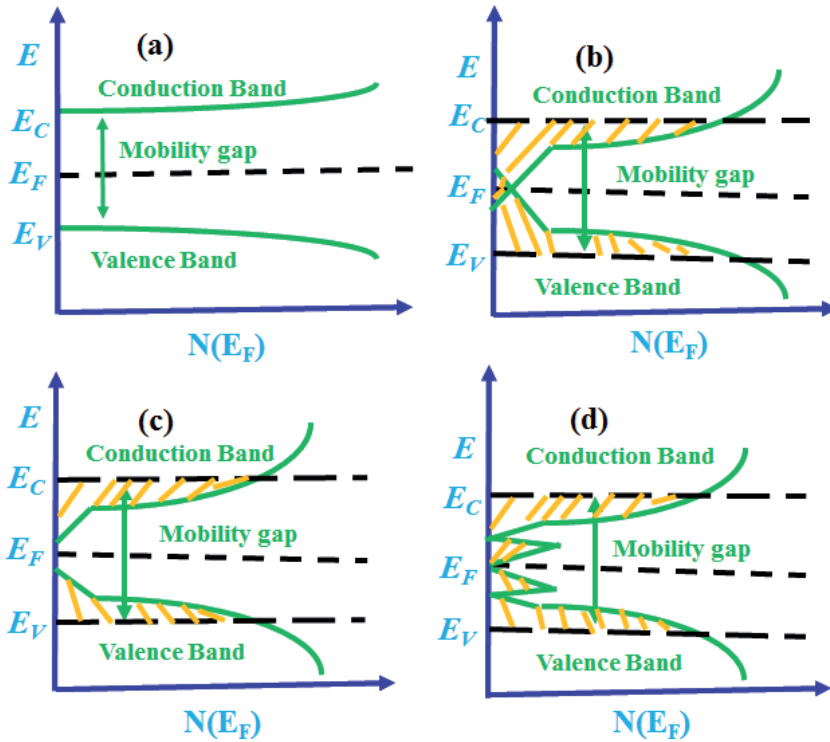 (a)
E
Conduction Band
E_C
Mobility gap
E_F
E_V
Valence Band
N(E_F)
(b)
E
Conduction Band
E_C
Mobility gap
E_F
E_V
Valence Band
N(E_F)
(c)
E
Conduction Band
E_C
E_F
Mobility gap
E_V
Valence Band
N(E_F)
(d)
E
Conduction Band
E_C
Mobility gap
E_F
E_V
Valence Band
N(E_F)